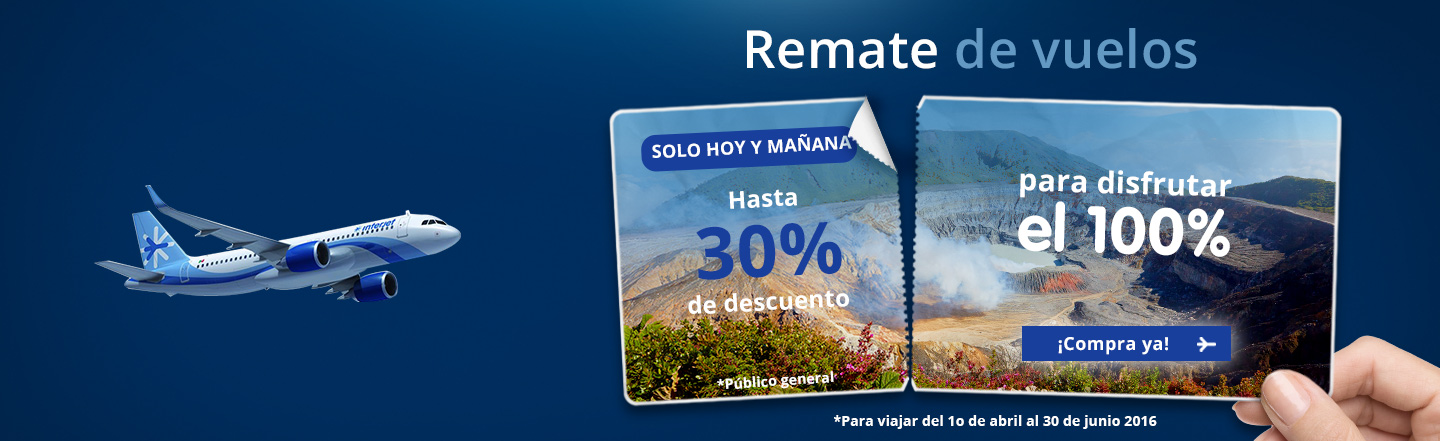 Remate de vuelos
interjet
SOLO HOY Y MAÑANA
Hasta
30%
de descuento
*Público general
para disfrutar
el 100%
¡Compra ya!
*Para viajar del 1o de abril al 30 de junio 2016